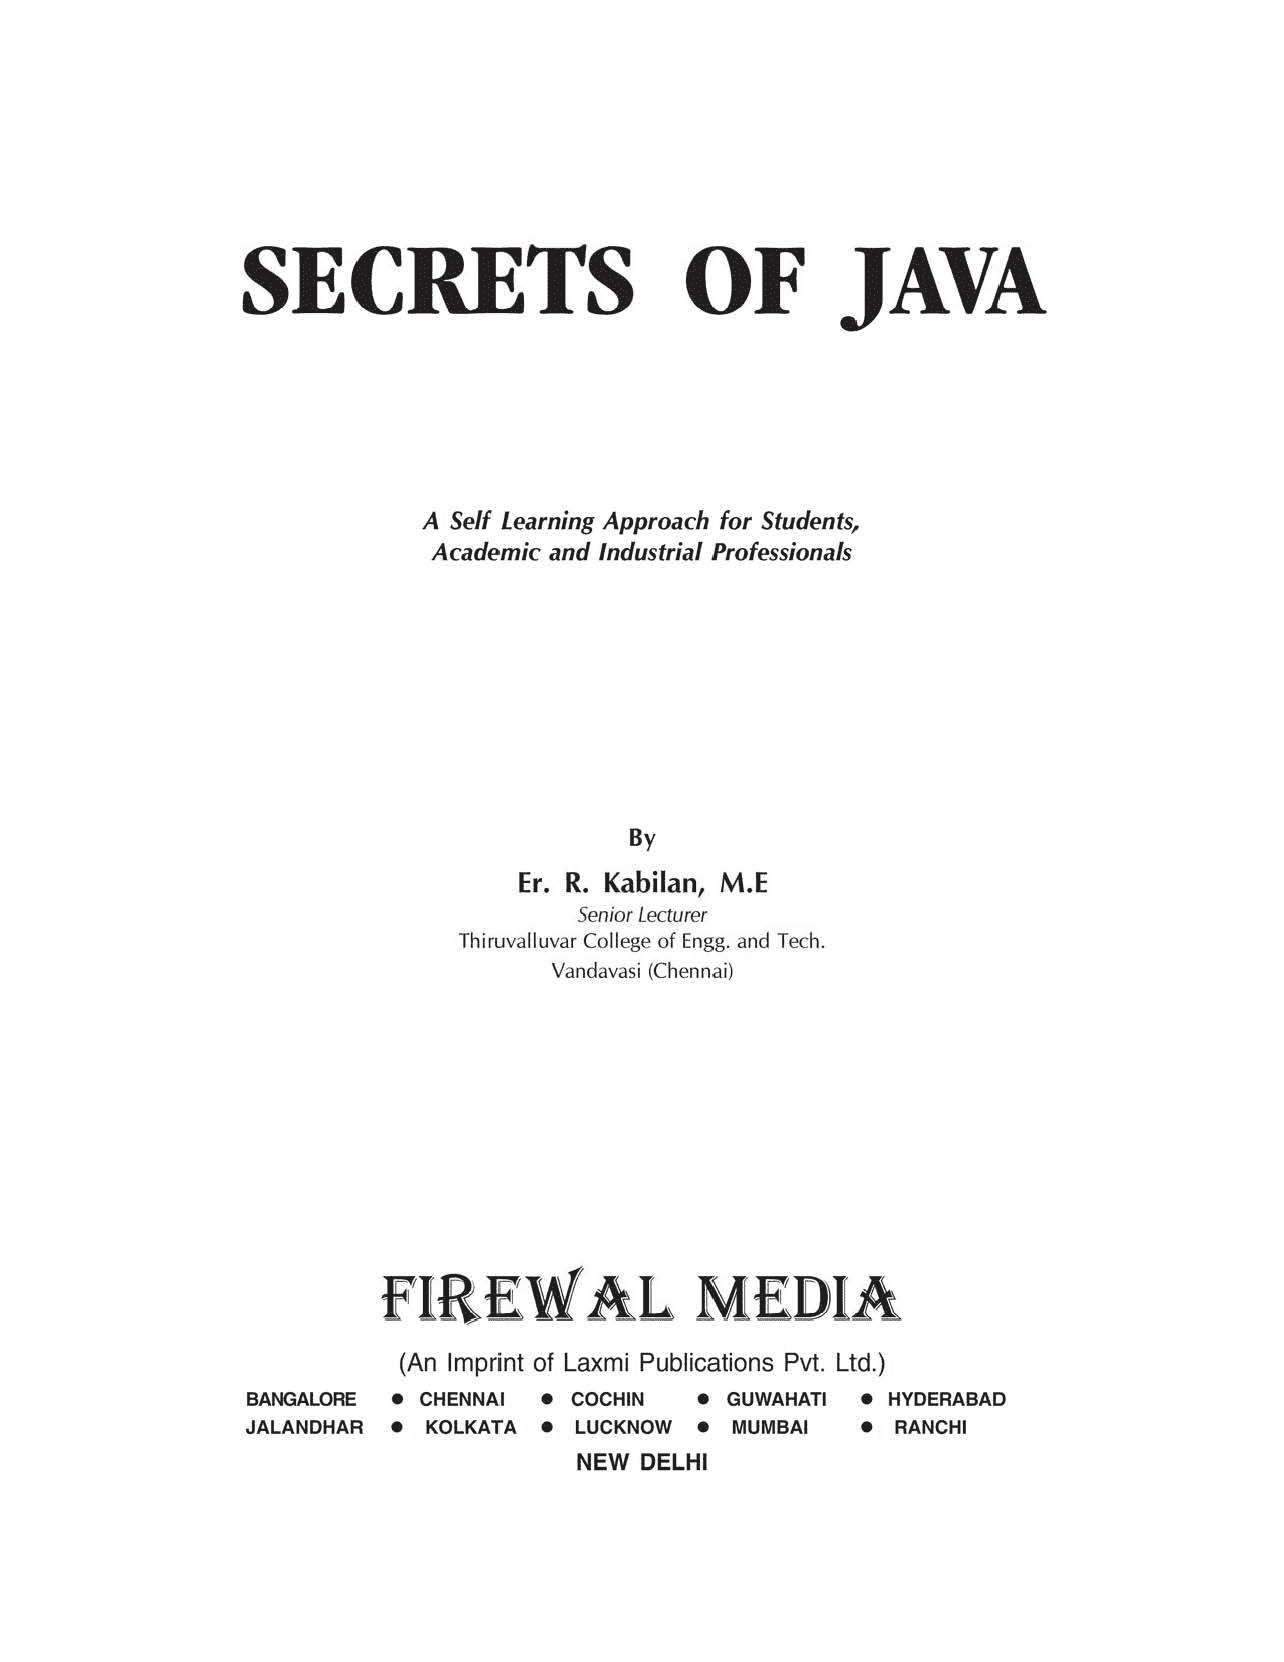 SECRETS OF JAVA
A Self Learning Approach for Students,
Academic and Industrial Professionals
By
Er. R. Kabilan, M.E
Senior Lecturer
Thiruvalluvar College of Engg. and Tech.
Vandavasi (Chennai)
FIREWAL MEDIA
(An Imprint of Laxmi Publications Pvt. Ltd.)
BANGALORE ● CHENNAI ● COCHIN ● GUWAHATI ● HYDERABAD
JALANDHAR ● KOLKATA ● LUCKNOW ● MUMBAI ● RANCHI
NEW DELHI